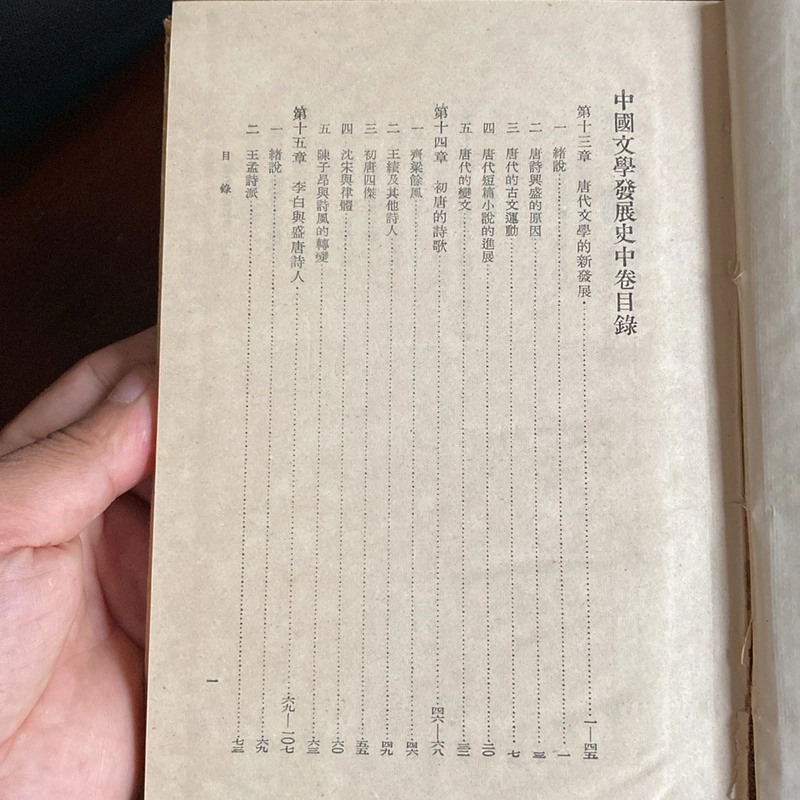 中國文學發展史中卷目錄
第十三章 唐代文學的新發展……一—四五
一 緒說……一
二 唐詩興盛的原因……三
三 唐代的古文運動……七
四 唐代短篇小說的進展……二〇
五 唐代的變文……三二
第十四章 初唐的詩歌……四六—六八
一 齊梁餘風……四六
二 王績及其他詩人……四九
三 初唐四傑……五五
四 沈宋與律體……六〇
五 陳子昂與詩風的轉變……六三
第十五章 李白與盛唐詩人……六九—一〇七
一 緒說……六九
二 王孟詩派……七三
目錄
一